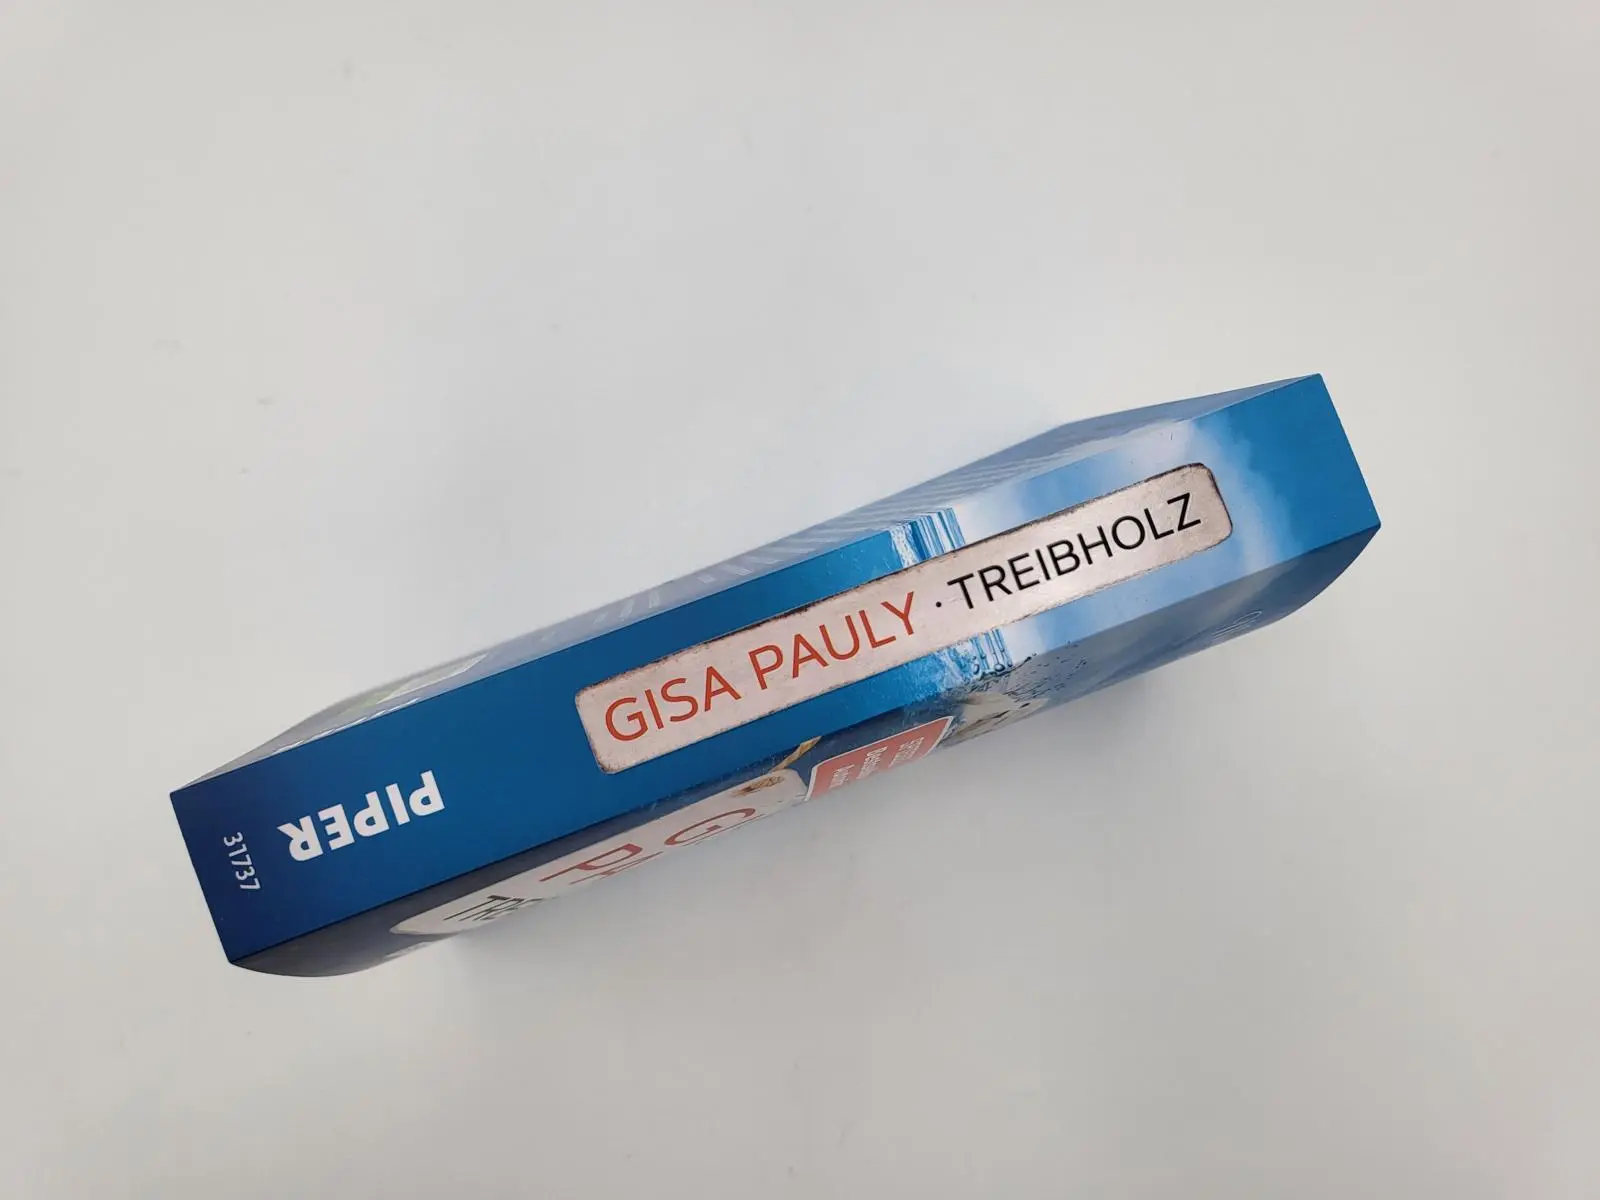 GISA PAULY · TREIBHOLZ
PIPER
31737